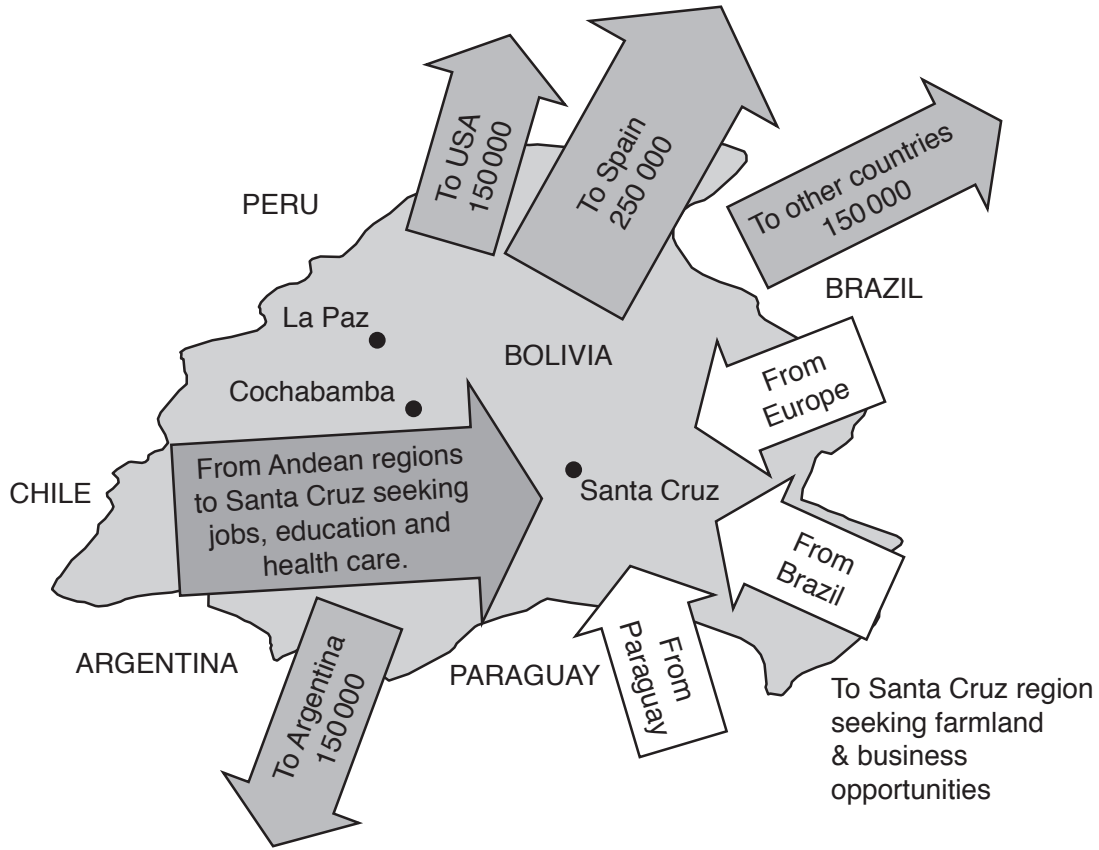 To USA
150 000
To Spain
250 000
To other countries
150 000
PERU
BRAZIL
La Paz
BOLIVIA
From
Europe
Cochabamba
From Andean regions
to Santa Cruz seeking
jobs, education and
health care.
CHILE
Santa Cruz
From
Brazil
ARGENTINA
To Argentina
150 000
PARAGUAY
From
Paraguay
To Santa Cruz region
seeking farmland
& business
opportunities